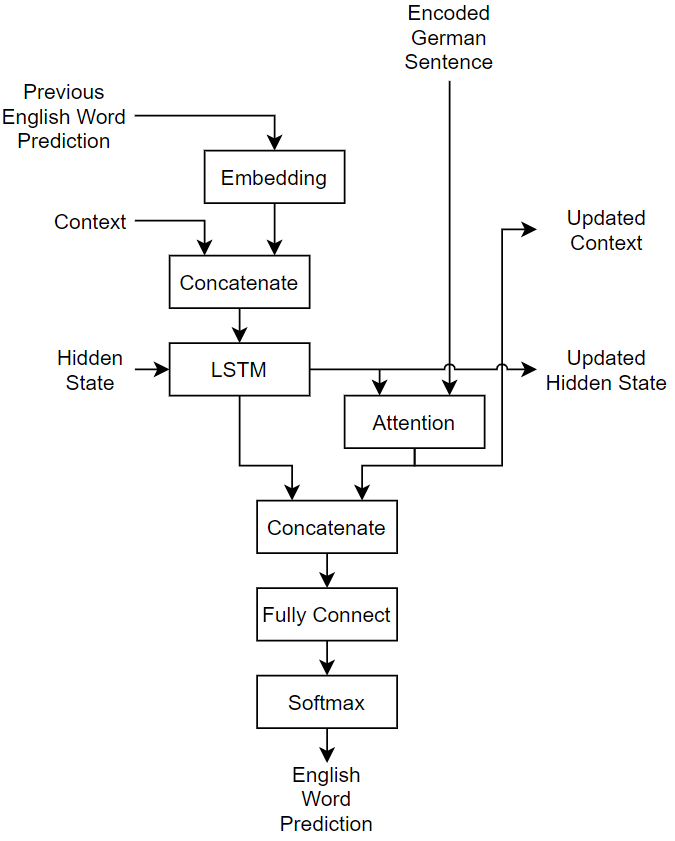 Encoded
German
Sentence
Previous
English Word
Prediction
Embedding
Context
Updated
Context
Concatenate
Hidden
State
LSTM
Updated
Hidden State
Attention
Concatenate
Fully Connect
Softmax
English
Word
Prediction